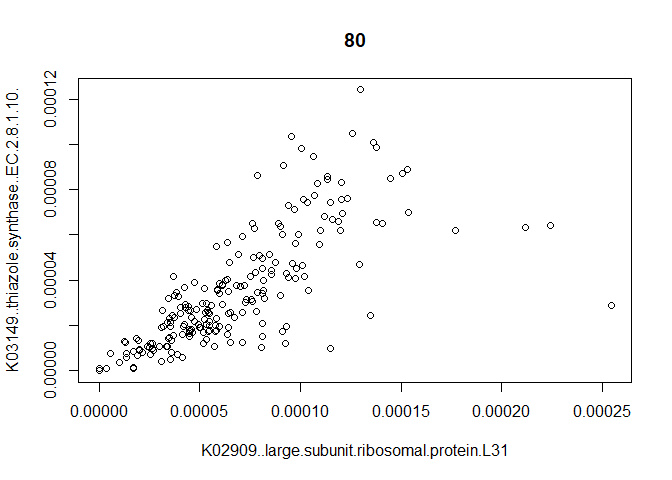 80
K03149..thiazole.synthase..EC.2.8.1.10.
0.00012
0.00008
0.00004
0.00000
0.00000 0.00005 0.00010 0.00015 0.00020 0.00025
K02909..large.subunit.ribosomal.protein.L31